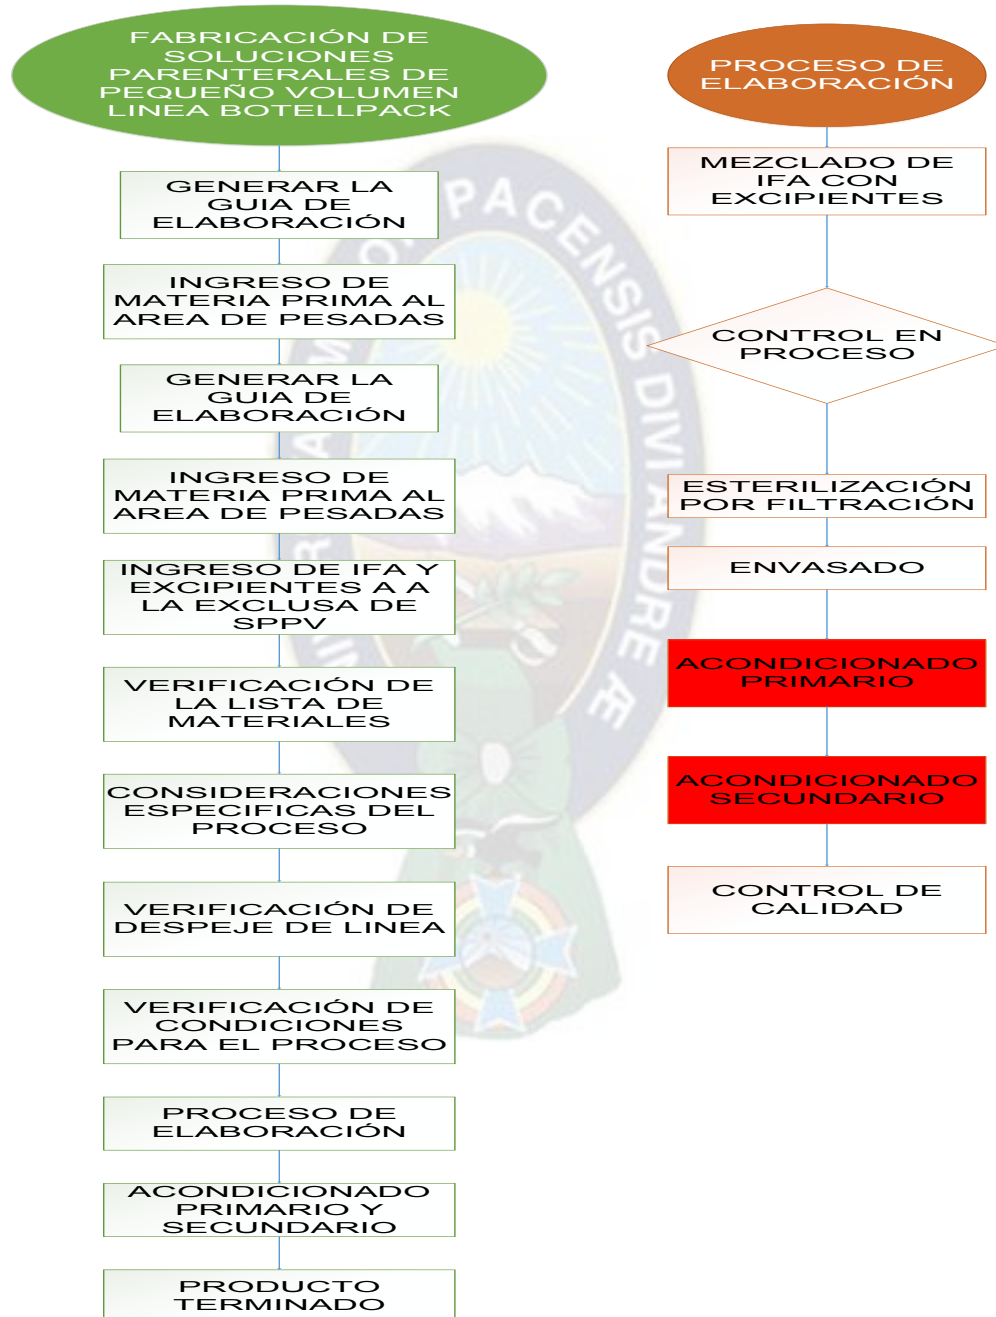 FABRICACIÓN DE
SOLUCIONES
PARENTERALES DE
PEQUEÑO VOLUMEN
LINEA BOTELLPACK
GENERAR LA
GUIA DE
ELABORACIÓN
INGRESO DE
MATERIA PRIMA AL
AREA DE PESADAS
GENERAR LA
GUIA DE
ELABORACIÓN
INGRESO DE
MATERIA PRIMA AL
AREA DE PESADAS
INGRESO DE IFA Y
EXCIPIENTES A A
LA EXCLUSA DE
SPPV
VERIFICACIÓN DE
LA LISTA DE
MATERIALES
CONSIDERACIONES
ESPECIFICAS DEL
PROCESO
VERIFICACIÓN DE
DESPEJE DE LINEA
VERIFICACIÓN DE
CONDICIONES
PARA EL PROCESO
PROCESO DE
ELABORACIÓN
ACONDICIONADO
PRIMARIO Y
SECUNDARIO
PRODUCTO
TERMINADO
PROCESO DE
ELABORACIÓN
MEZCLADO DE
IFA CON
EXCIPIENTES
CONTROL EN
PROCESO
ESTERILIZACIÓN
POR FILTRACIÓN
ENVASADO
ACONDICIONADO
PRIMARIO
ACONDICIONADO
SECUNDARIO
CONTROL DE
CALIDAD
PACENSIS DIVI ANDRE Æ